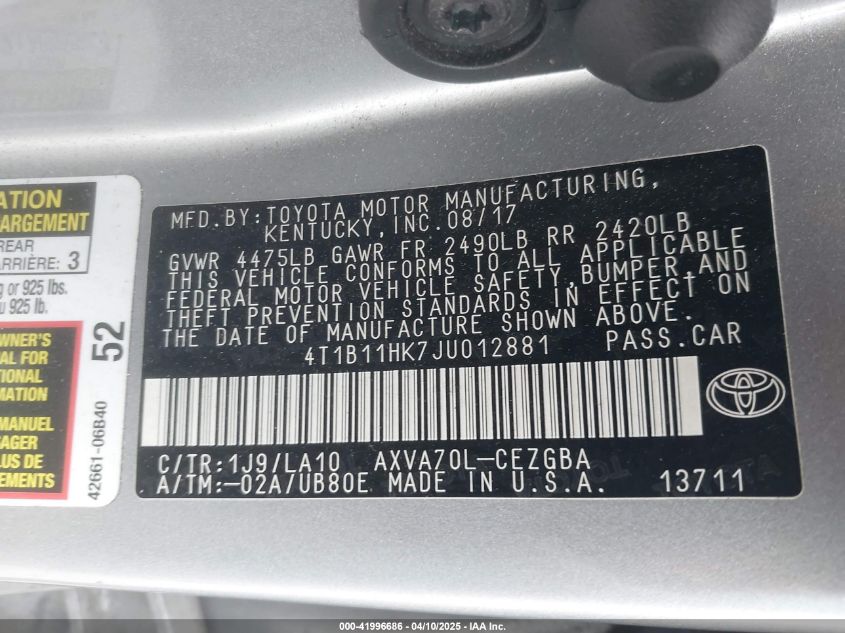 MFD.BY:TOYOTA MOTOR MANUFACTURING,
KENTUCKY,INC.08/17
GVWR 4475LB GAWR FR 2490LB RR 2420LB
THIS VEHICLE CONFORMS TO ALL APPLICABLE
FEDERAL MOTOR VEHICLE SAFETY,BUMPER,AND
THEFT PREVENTION STANDARDS IN EFFECT ON
THE DATE OF MANUFACTURE SHOWN ABOVE.
4T1B11HK7JU012881 PASS.CAR
C/TR:1J9/LA10 AXVA70L-CEZGBA
A/TM:-02A/UB80E MADE IN U.S.A. 13711
ATION
ARGEMENT
REAR
ARRIÈRE: 3
g or 925 lbs.
u 925 lb.
52
WNER'S
AL FOR
TIONAL
MATION
MANUEL
SAGER
LUS DE
EMENTS
42661-06B40
000-41996686 - 04/10/2025 - IAA Inc.